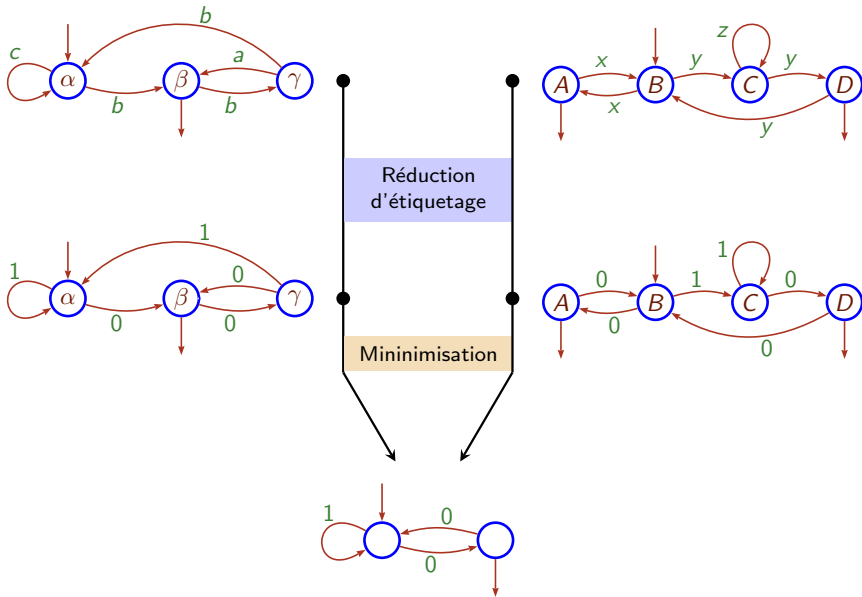 b
c
α
b
β
a
b
γ
A
x
x
B
y
z
C
y
D
y
Réduction
d'étiquetage
1
1
α
0
β
0
0
γ
A
0
0
B
1
1
C
0
D
0
Mininimisation
1
0
0